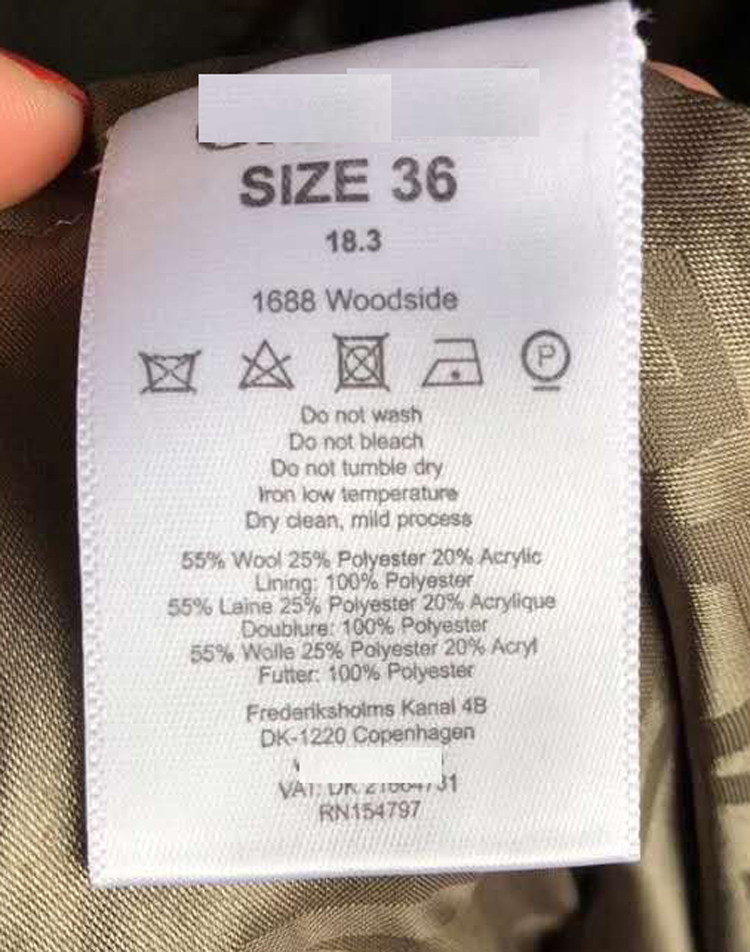 SIZE 36
18.3
1688 Woodside
P
Do not wash
Do not bleach
Do not tumble dry
Iron low temperature
Dry clean, mild process
55% Wool 25% Polyester 20% Acrylic
Lining: 100% Polyester
55% Laine 25% Polyester 20% Acrylique
Doublure: 100% Polyester
55% Wolle 25% Polyester 20% Acryl
Futter: 100% Polyester
Frederiksholms Kanal 4B
DK-1220 Copenhagen
VAT: DK
RN154797